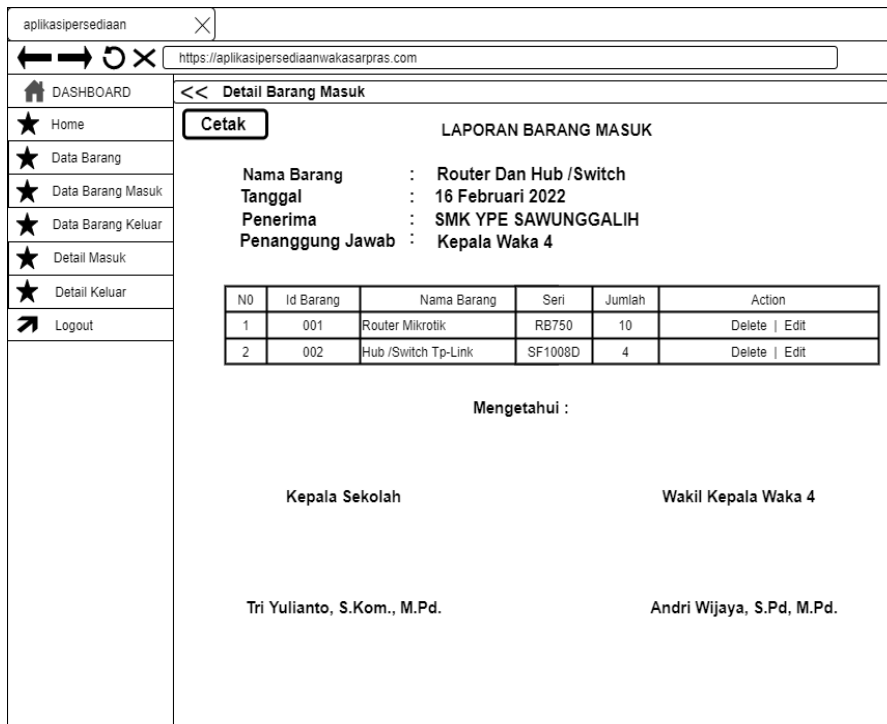 aplikasipersediaan
https://aplikasipersediaanwakasarpras.com
DASHBOARD
Home
Data Barang
Data Barang Masuk
Data Barang Keluar
Detail Masuk
Detail Keluar
Logout
<< Detail Barang Masuk
Cetak
LAPORAN BARANG MASUK
Nama Barang : Router Dan Hub /Switch
Tanggal : 16 Februari 2022
Penerima : SMK YPE SAWUNGGALIH
Penanggung Jawab : Kepala Waka 4
N0 Id Barang Nama Barang Seri Jumlah Action
1 001 Router Mikrotik RB750 10 Delete | Edit
2 002 Hub /Switch Tp-Link SF1008D 4 Delete | Edit
Mengetahui :
Kepala Sekolah Wakil Kepala Waka 4
Tri Yulianto, S.Kom., M.Pd. Andri Wijaya, S.Pd, M.Pd.